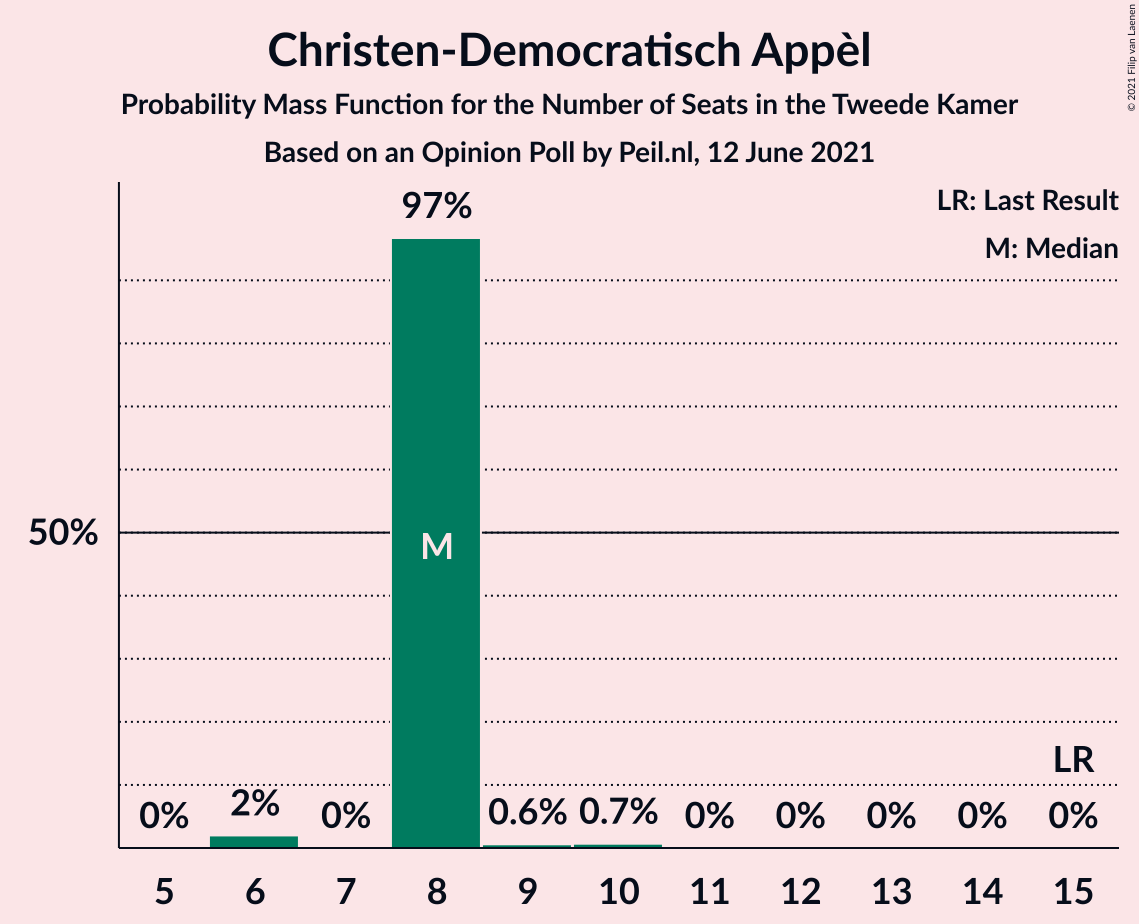 Christen-Democratisch Appèl
Probability Mass Function for the Number of Seats in the Tweede Kamer
Based on an Opinion Poll by Peil.nl, 12 June 2021
© 2021 Filip van Laenen
LR: Last Result
M: Median
97%
50%
M
LR
0% 2% 0% 0.6% 0.7% 0% 0% 0% 0% 0%
5 6 7 8 9 10 11 12 13 14 15